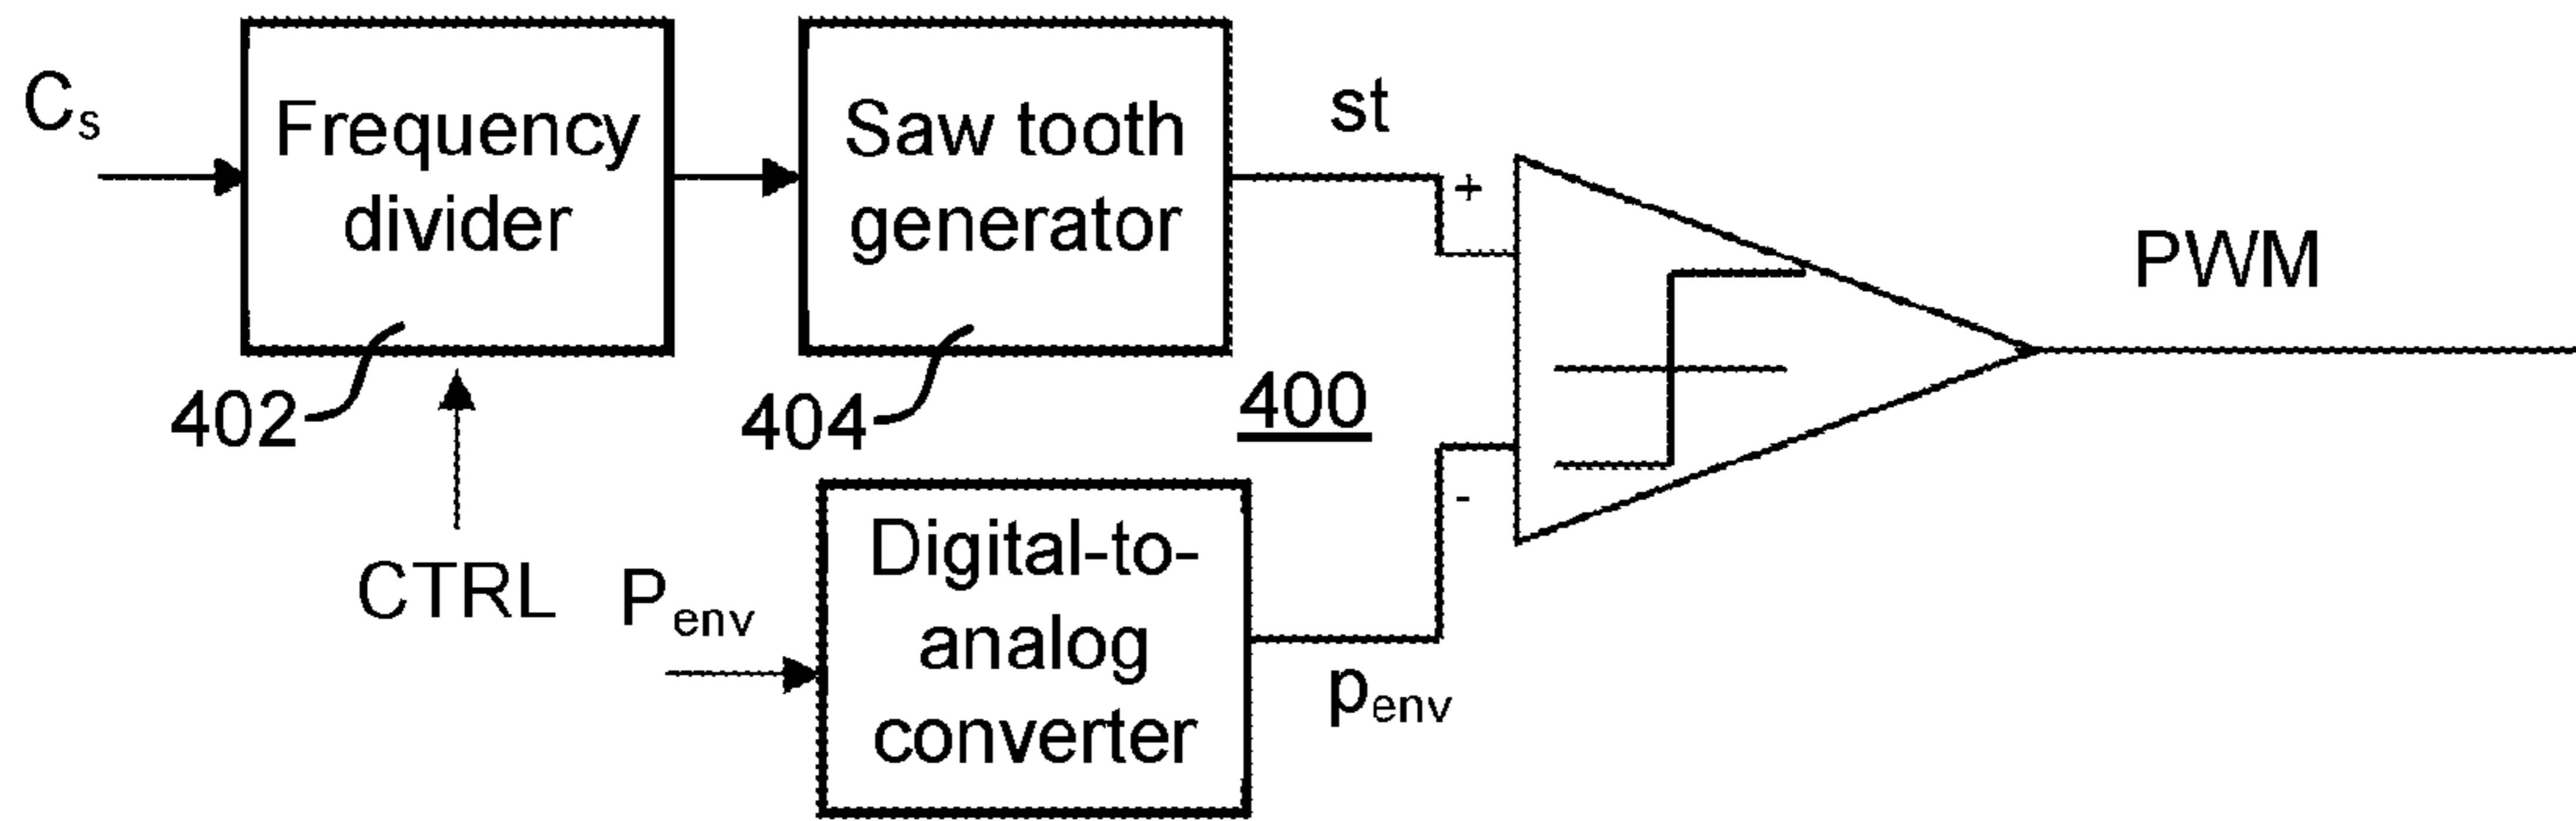 Cs
Frequency
divider
Saw tooth
generator
st
+
PWM
402
404
400
-
CTRL
Penv
Digital-to-
analog
converter
penv